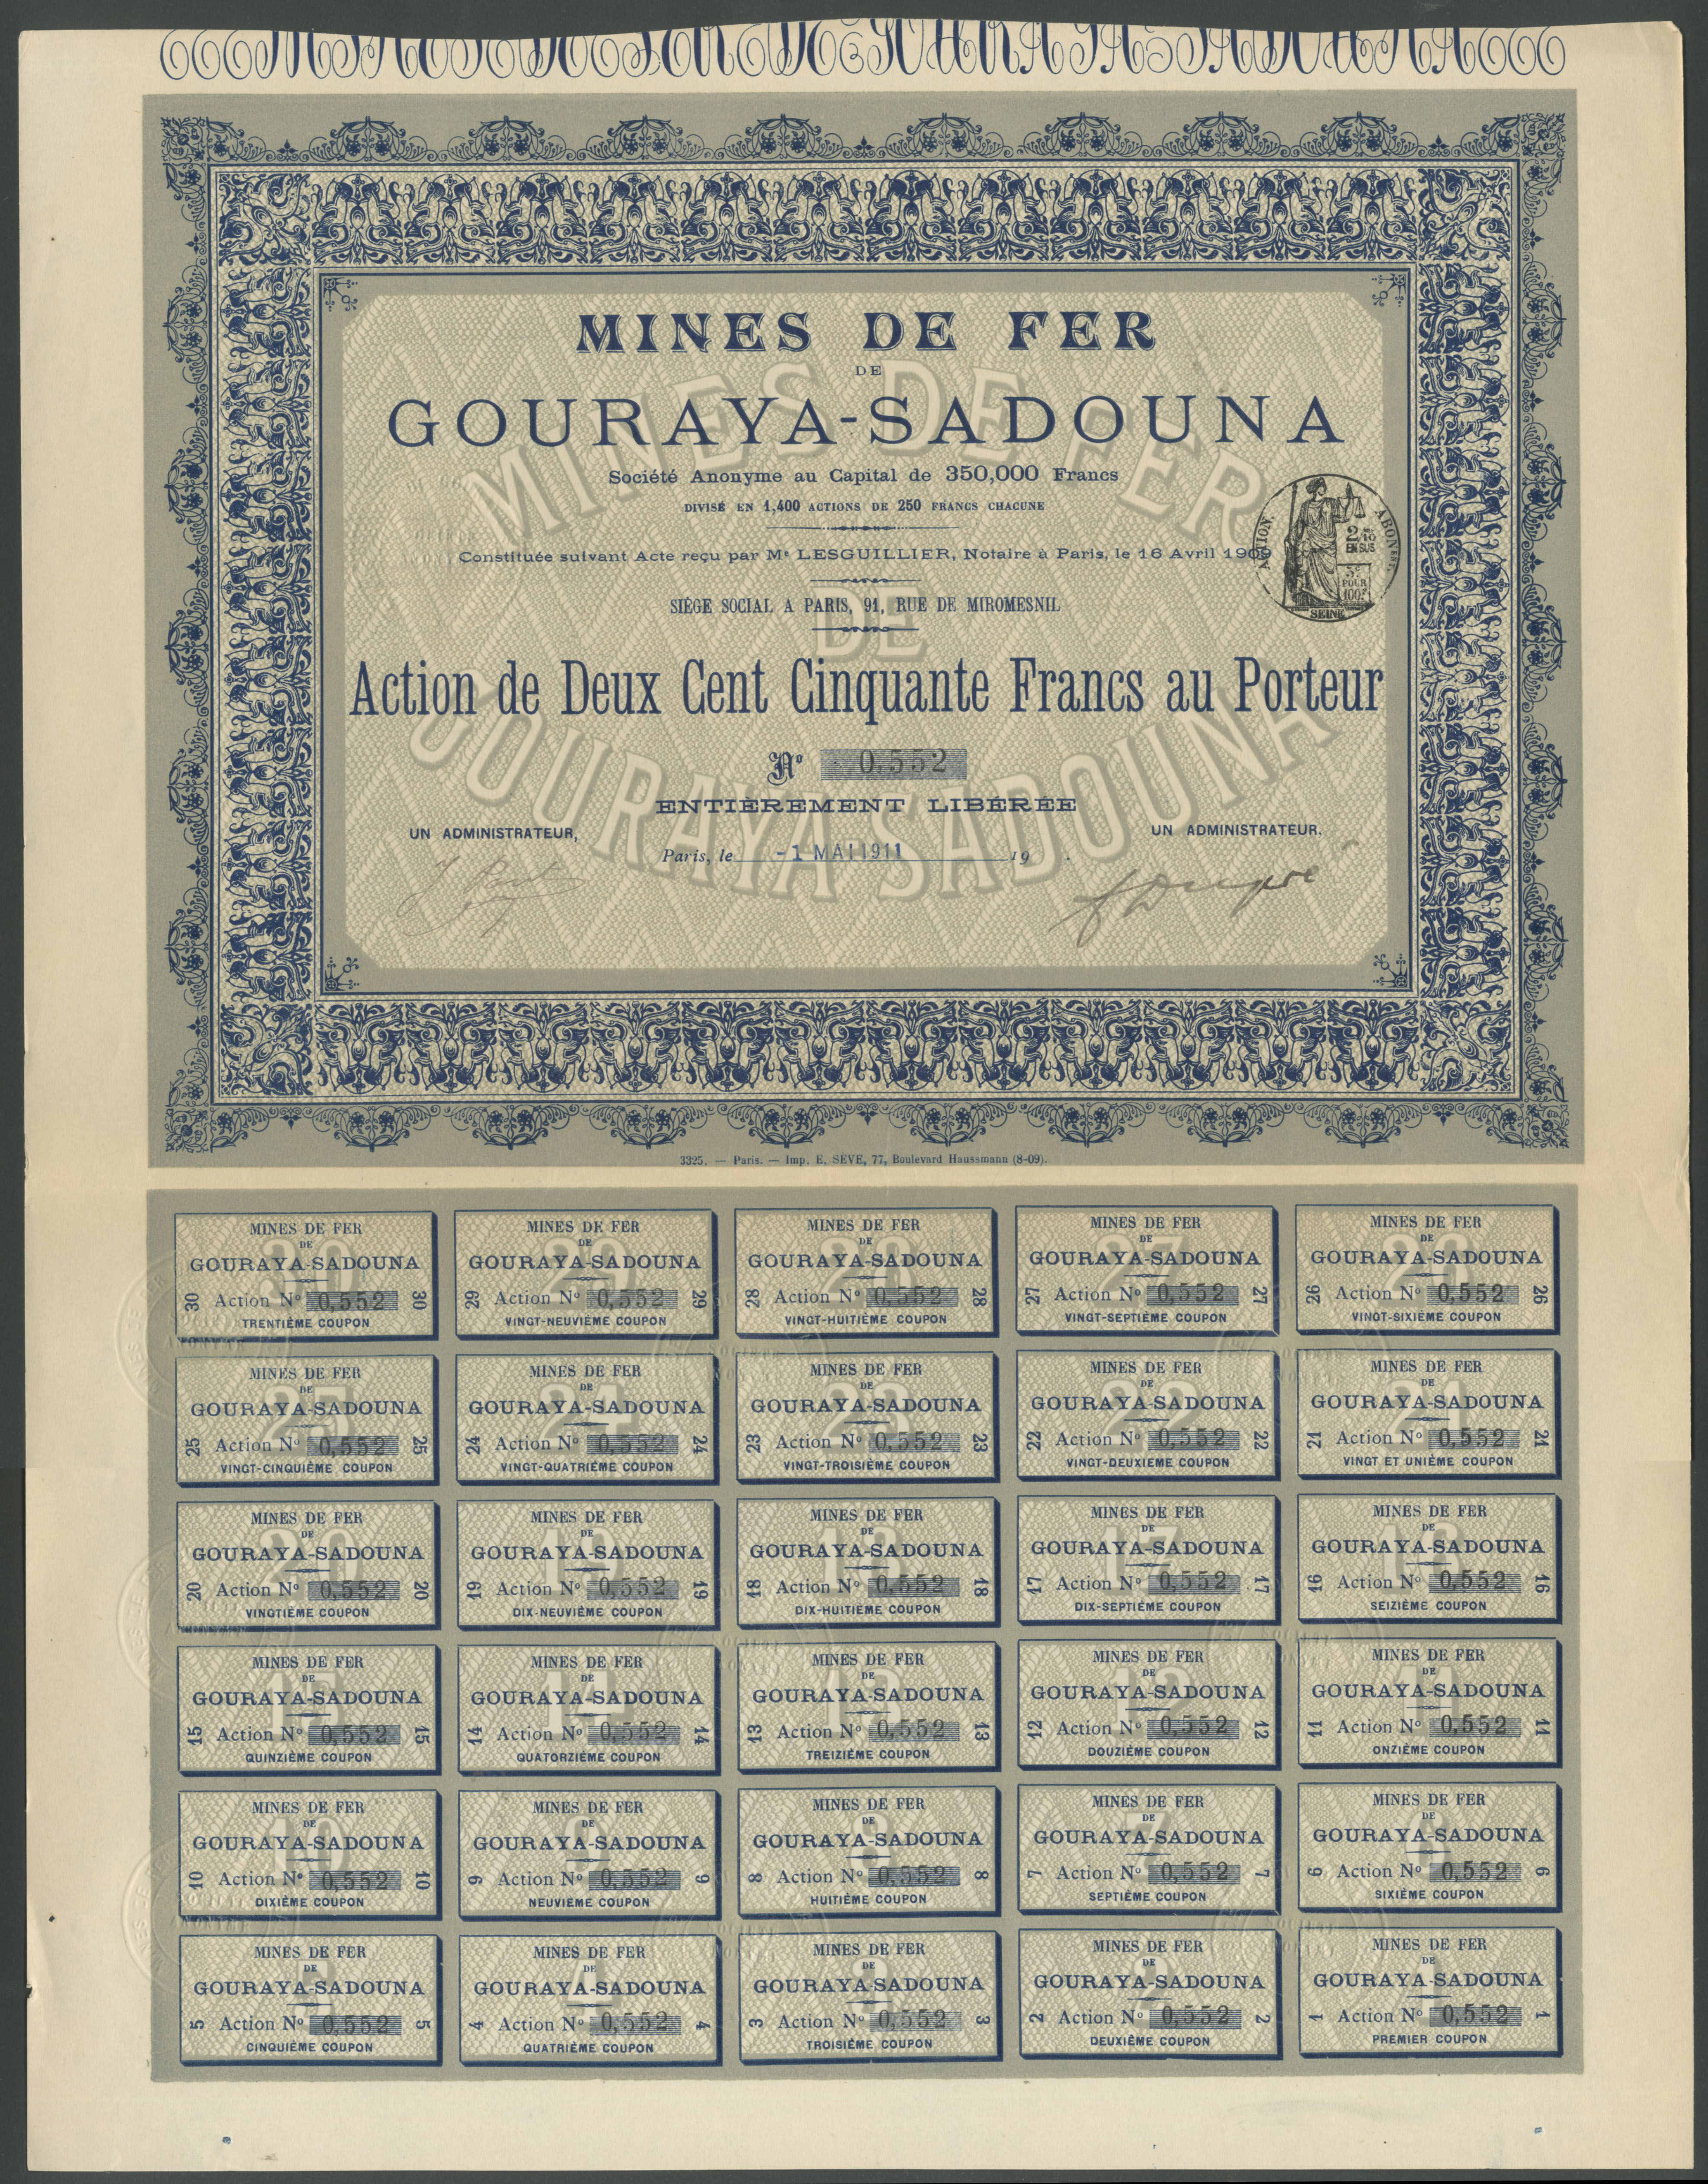 MINES DE FER
DE
GOURAYA-SADOUNA
Société Anonyme au Capital de 350,000 Francs
DIVISÉ EN 1,400 ACTIONS DE 250 FRANCS CHACUNE
Constituée suivant Acte reçu par Me LESGUILLIER, Notaire à Paris, le 16 Avril 1909
ACTION ABONEMT.
2/10 EN SUS
5c POUR 100F
SEINE
SIÈGE SOCIAL A PARIS, 91, RUE DE MIROMESNIL
Action de Deux Cent Cinquante Francs au Porteur
No 0,552
ENTIÈREMENT LIBÉRÉE
UN ADMINISTRATEUR, UN ADMINISTRATEUR.
Paris, le -1 MAI 1911 19 .
3325. — Paris. — Imp. E. SÈVE, 77, Boulevard Haussmann (8-09).
MINES DE FER
DE
GOURAYA-SADOUNA
30 Action No 0,552 30
TRENTIÈME COUPON
MINES DE FER
DE
GOURAYA-SADOUNA
29 Action No 0,552 29
VINGT-NEUVIÈME COUPON
MINES DE FER
DE
GOURAYA-SADOUNA
28 Action No 0,552 28
VINGT-HUITIÈME COUPON
MINES DE FER
DE
GOURAYA-SADOUNA
27 Action No 0,552 27
VINGT-SEPTIÈME COUPON
MINES DE FER
DE
GOURAYA-SADOUNA
26 Action No 0,552 26
VINGT-SIXIÈME COUPON
MINES DE FER
DE
GOURAYA-SADOUNA
25 Action No 0,552 25
VINGT-CINQUIÈME COUPON
MINES DE FER
DE
GOURAYA-SADOUNA
24 Action No 0,552 24
VINGT-QUATRIÈME COUPON
MINES DE FER
DE
GOURAYA-SADOUNA
23 Action No 0,552 23
VINGT-TROISIÈME COUPON
MINES DE FER
DE
GOURAYA-SADOUNA
22 Action No 0,552 22
VINGT-DEUXIÈME COUPON
MINES DE FER
DE
GOURAYA-SADOUNA
21 Action No 0,552 21
VINGT ET UNIÈME COUPON
MINES DE FER
DE
GOURAYA-SADOUNA
20 Action No 0,552 20
VINGTIÈME COUPON
MINES DE FER
DE
GOURAYA-SADOUNA
19 Action No 0,552 19
DIX-NEUVIÈME COUPON
MINES DE FER
DE
GOURAYA-SADOUNA
18 Action No 0,552 18
DIX-HUITIÈME COUPON
MINES DE FER
DE
GOURAYA-SADOUNA
17 Action No 0,552 17
DIX-SEPTIÈME COUPON
MINES DE FER
DE
GOURAYA-SADOUNA
16 Action No 0,552 16
SEIZIÈME COUPON
MINES DE FER
DE
GOURAYA-SADOUNA
15 Action No 0,552 15
QUINZIÈME COUPON
MINES DE FER
DE
GOURAYA-SADOUNA
14 Action No 0,552 14
QUATORZIÈME COUPON
MINES DE FER
DE
GOURAYA-SADOUNA
13 Action No 0,552 13
TREIZIÈME COUPON
MINES DE FER
DE
GOURAYA-SADOUNA
12 Action No 0,552 12
DOUZIÈME COUPON
MINES DE FER
DE
GOURAYA-SADOUNA
11 Action No 0,552 11
ONZIÈME COUPON
MINES DE FER
DE
GOURAYA-SADOUNA
10 Action No 0,552 10
DIXIÈME COUPON
MINES DE FER
DE
GOURAYA-SADOUNA
9 Action No 0,552 9
NEUVIÈME COUPON
MINES DE FER
DE
GOURAYA-SADOUNA
8 Action No 0,552 8
HUITIÈME COUPON
MINES DE FER
DE
GOURAYA-SADOUNA
7 Action No 0,552 7
SEPTIÈME COUPON
MINES DE FER
DE
GOURAYA-SADOUNA
6 Action No 0,552 6
SIXIÈME COUPON
MINES DE FER
DE
GOURAYA-SADOUNA
5 Action No 0,552 5
CINQUIÈME COUPON
MINES DE FER
DE
GOURAYA-SADOUNA
4 Action No 0,552 4
QUATRIÈME COUPON
MINES DE FER
DE
GOURAYA-SADOUNA
3 Action No 0,552 3
TROISIÈME COUPON
MINES DE FER
DE
GOURAYA-SADOUNA
2 Action No 0,552 2
DEUXIÈME COUPON
MINES DE FER
DE
GOURAYA-SADOUNA
1 Action No 0,552 1
PREMIER COUPON